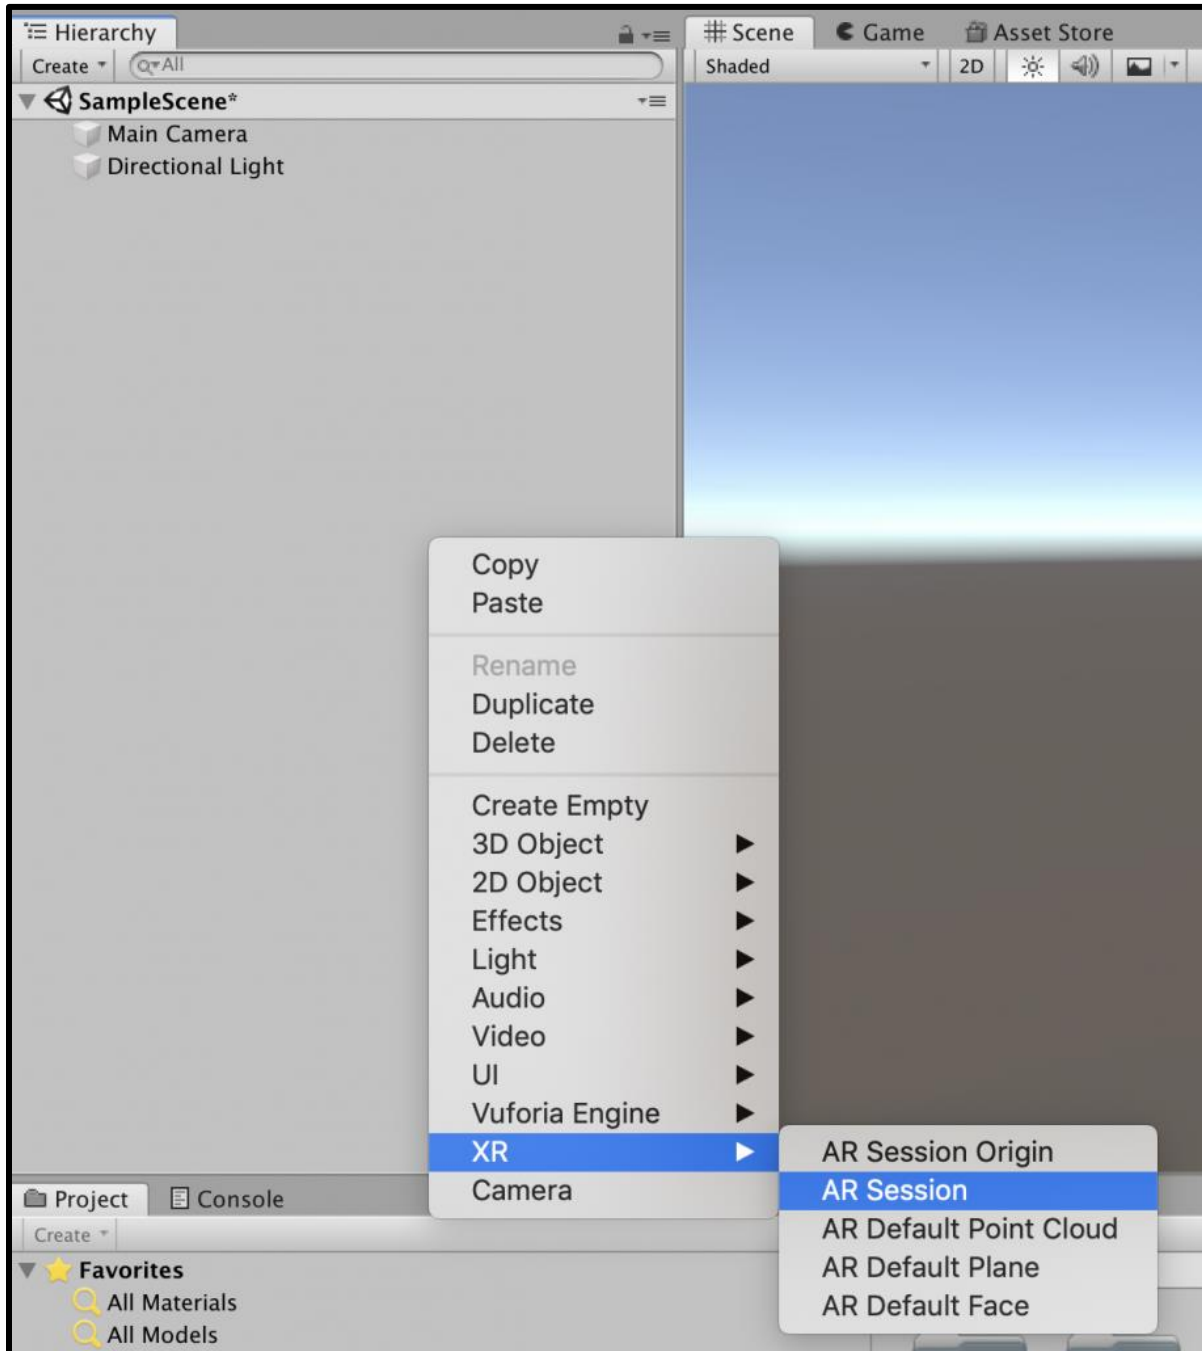 Hierarchy
Create
All
SampleScene*
Main Camera
Directional Light
Scene
Game
Asset Store
Shaded
2D
Copy
Paste
Rename
Duplicate
Delete
Create Empty
3D Object
2D Object
Effects
Light
Audio
Video
UI
Vuforia Engine
XR
Camera
AR Session Origin
AR Session
AR Default Point Cloud
AR Default Plane
AR Default Face
Project
Console
Create
Favorites
All Materials
All Models